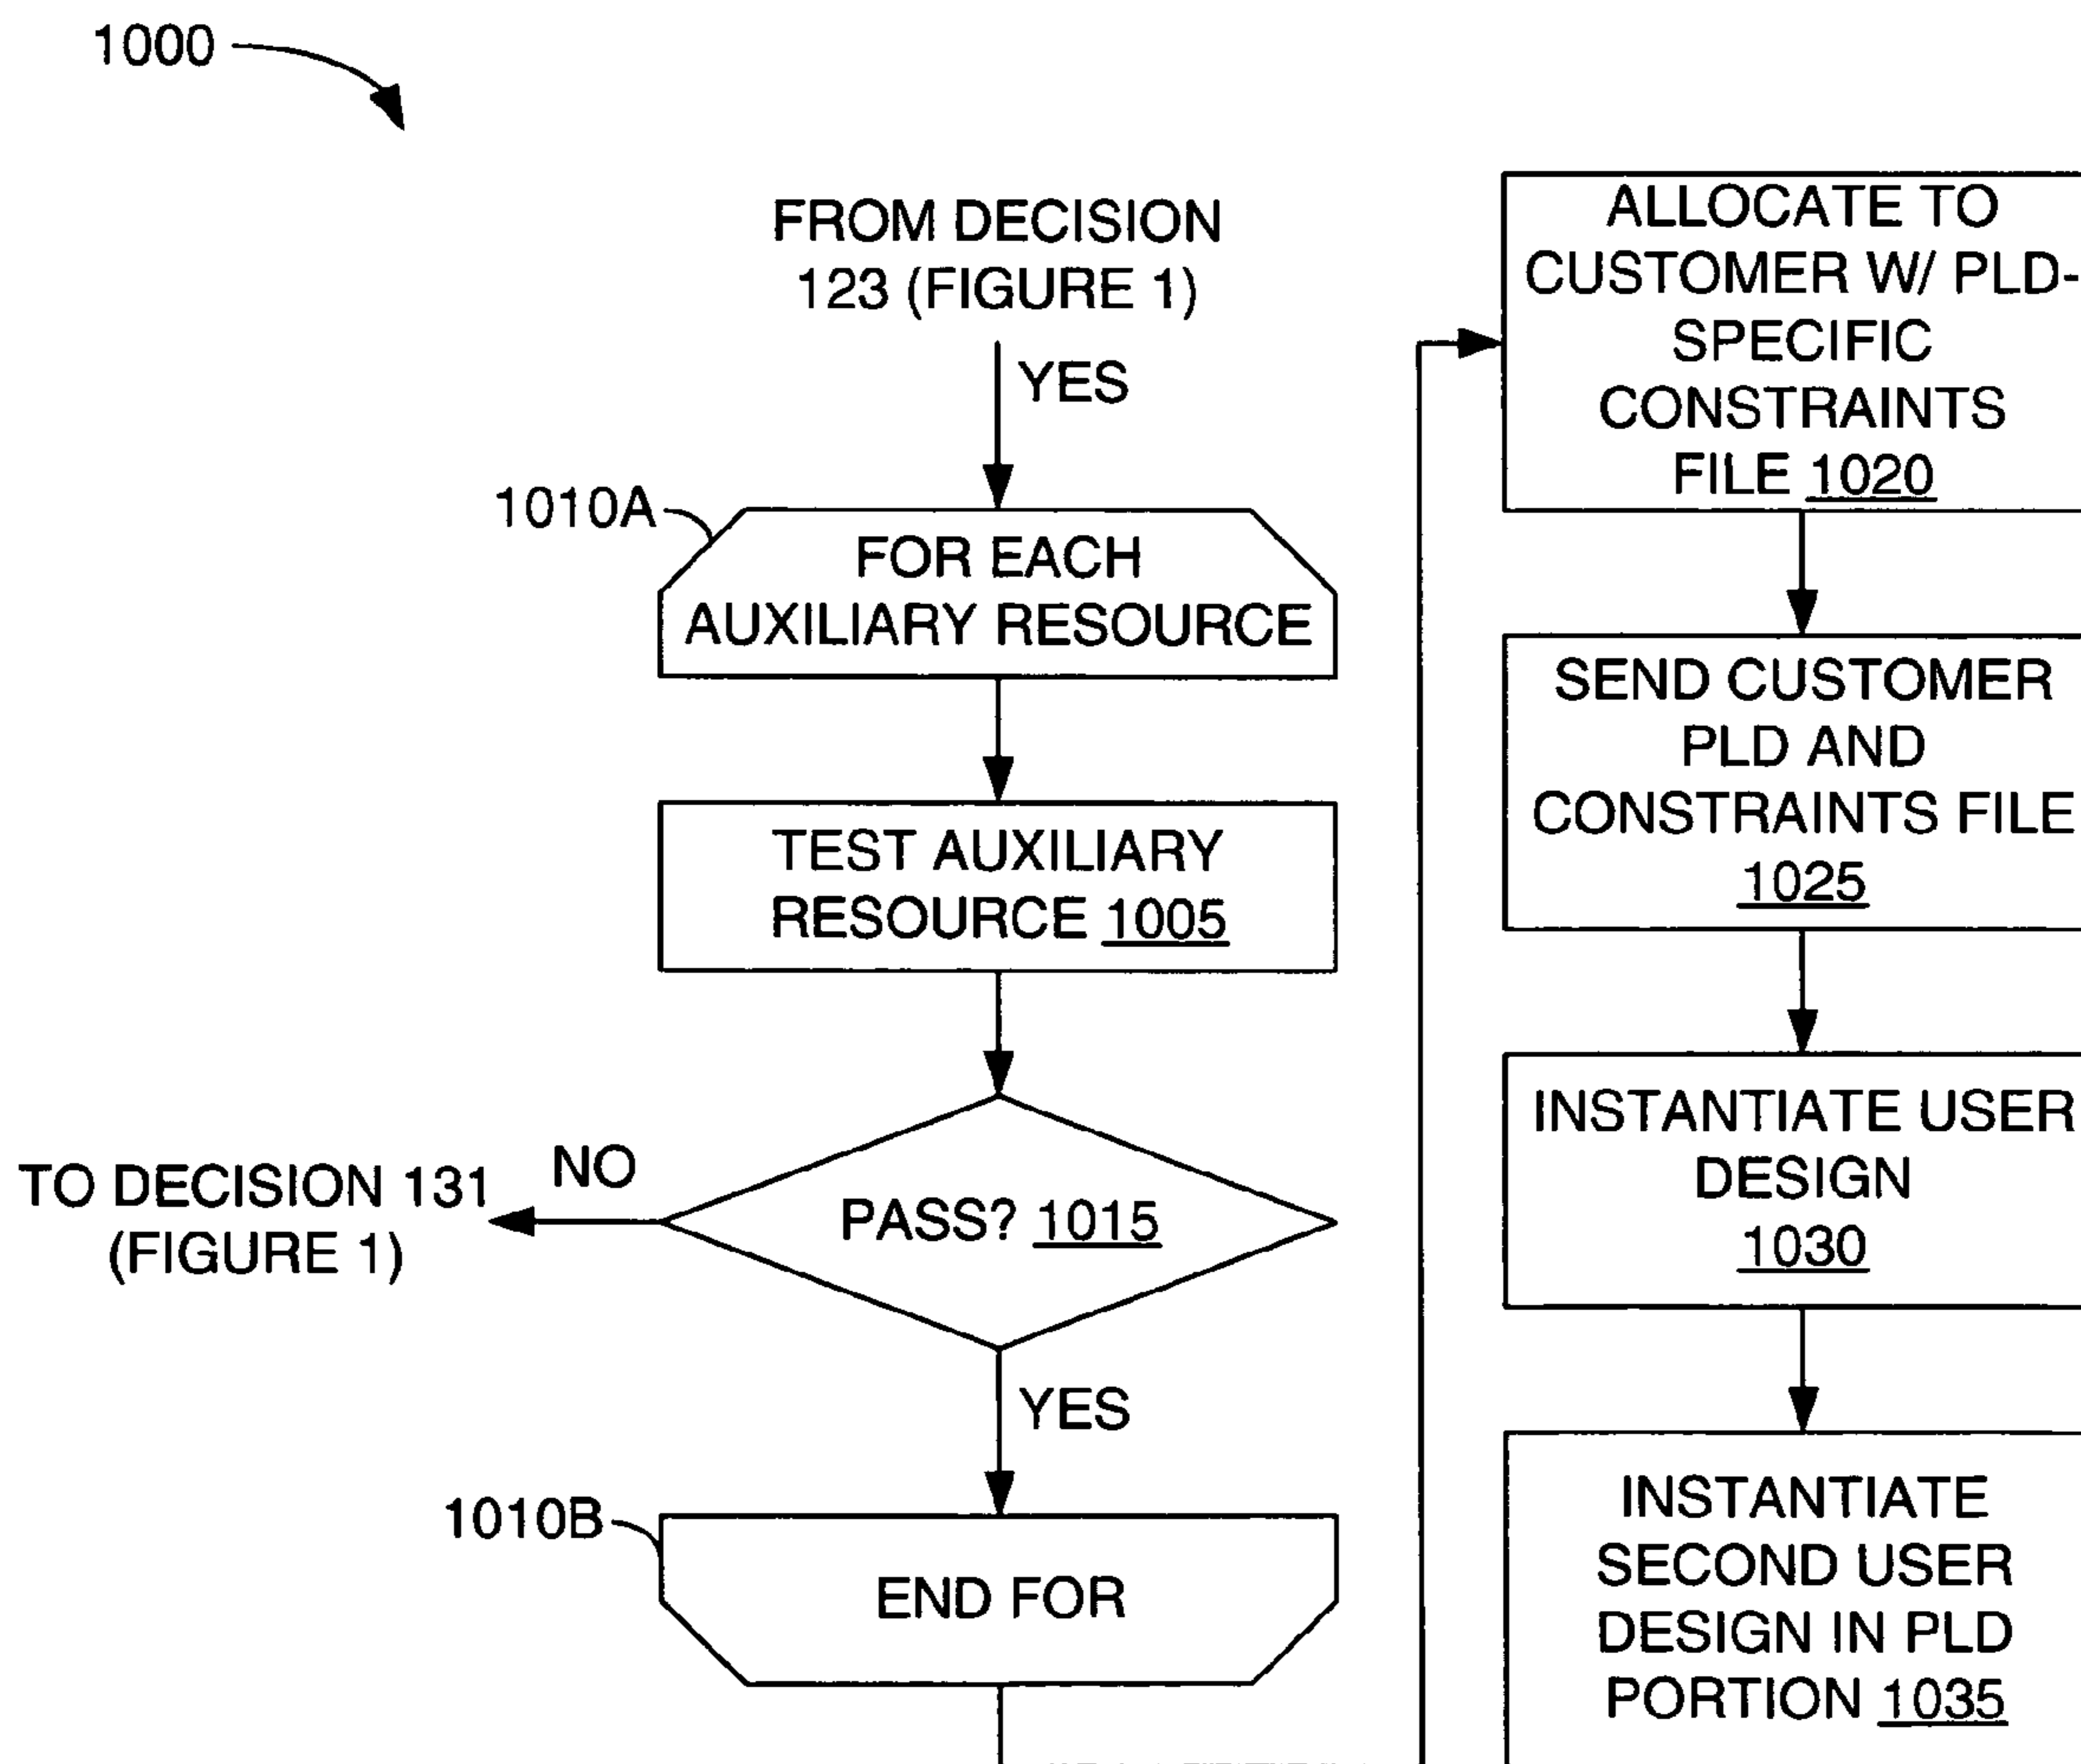 1000
FROM DECISION
123 (FIGURE 1)
YES
1010A
FOR EACH
AUXILIARY RESOURCE
TEST AUXILIARY
RESOURCE 1005
TO DECISION 131
(FIGURE 1)
NO
PASS? 1015
YES
1010B
END FOR
ALLOCATE TO
CUSTOMER W/ PLD-
SPECIFIC
CONSTRAINTS
FILE 1020
SEND CUSTOMER
PLD AND
CONSTRAINTS FILE
1025
INSTANTIATE USER
DESIGN
1030
INSTANTIATE
SECOND USER
DESIGN IN PLD
PORTION 1035